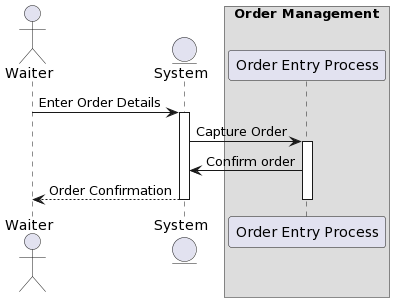 Order Management
Waiter
System
Order Entry Process
Enter Order Details
Capture Order
Confirm order
Order Confirmation
Waiter
System
Order Entry Process